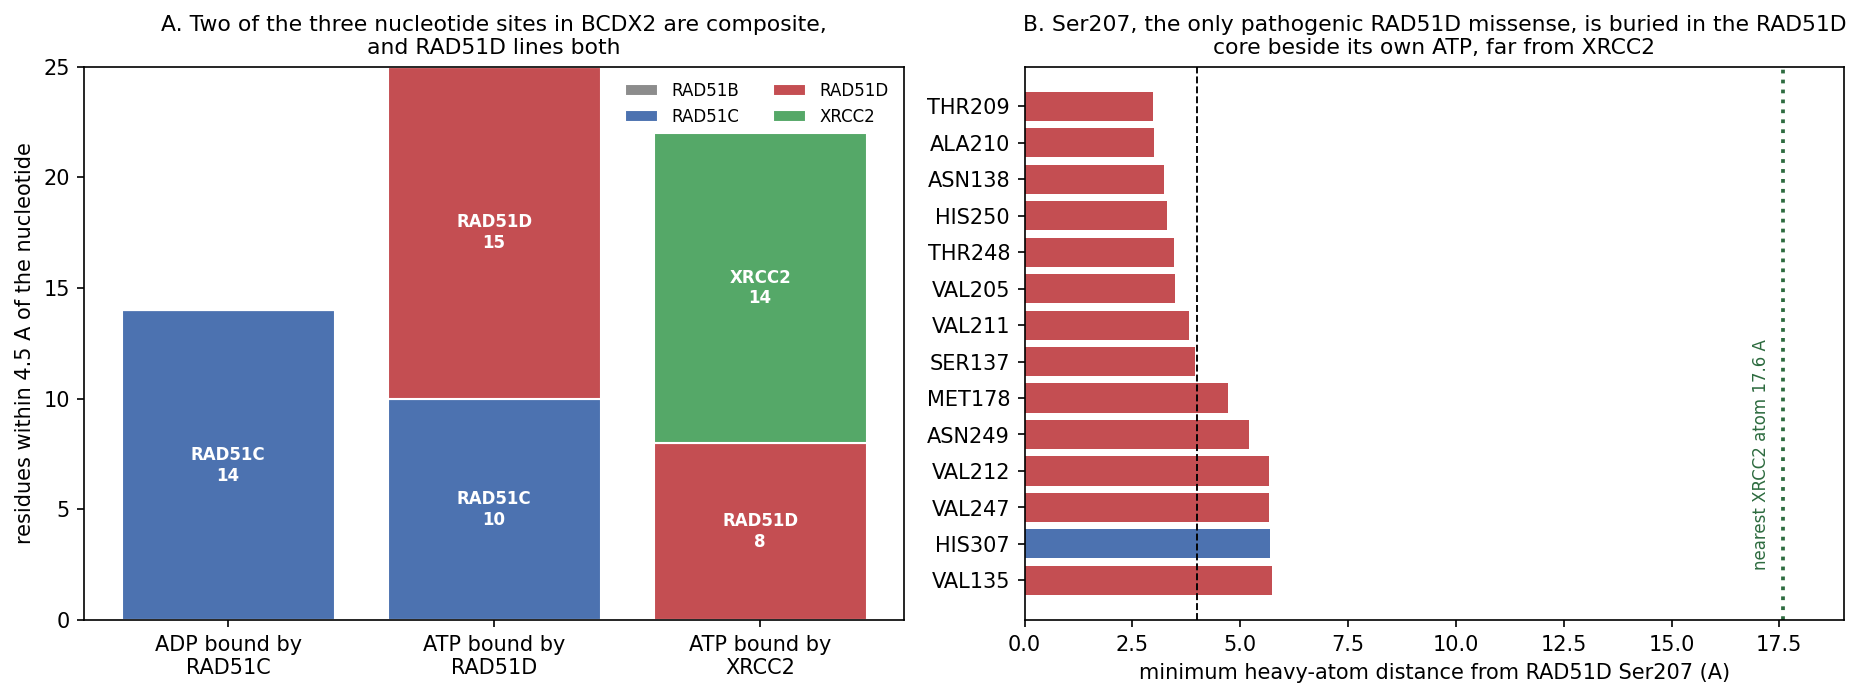 A. Two of the three nucleotide sites in BCDX2 are composite,
and RAD51D lines both
residues within 4.5 A of the nucleotide
25
20
15
10
5
0
RAD51B
RAD51C
RAD51D
XRCC2
RAD51C
14
RAD51D
15
RAD51C
10
XRCC2
14
RAD51D
8
ADP bound by
RAD51C
ATP bound by
RAD51D
ATP bound by
XRCC2
B. Ser207, the only pathogenic RAD51D missense, is buried in the RAD51D
core beside its own ATP, far from XRCC2
THR209
ALA210
ASN138
HIS250
THR248
VAL205
VAL211
SER137
MET178
ASN249
VAL212
VAL247
HIS307
VAL135
nearest XRCC2 atom 17.6 A
0.0
2.5
5.0
7.5
10.0
12.5
15.0
17.5
minimum heavy-atom distance from RAD51D Ser207 (A)